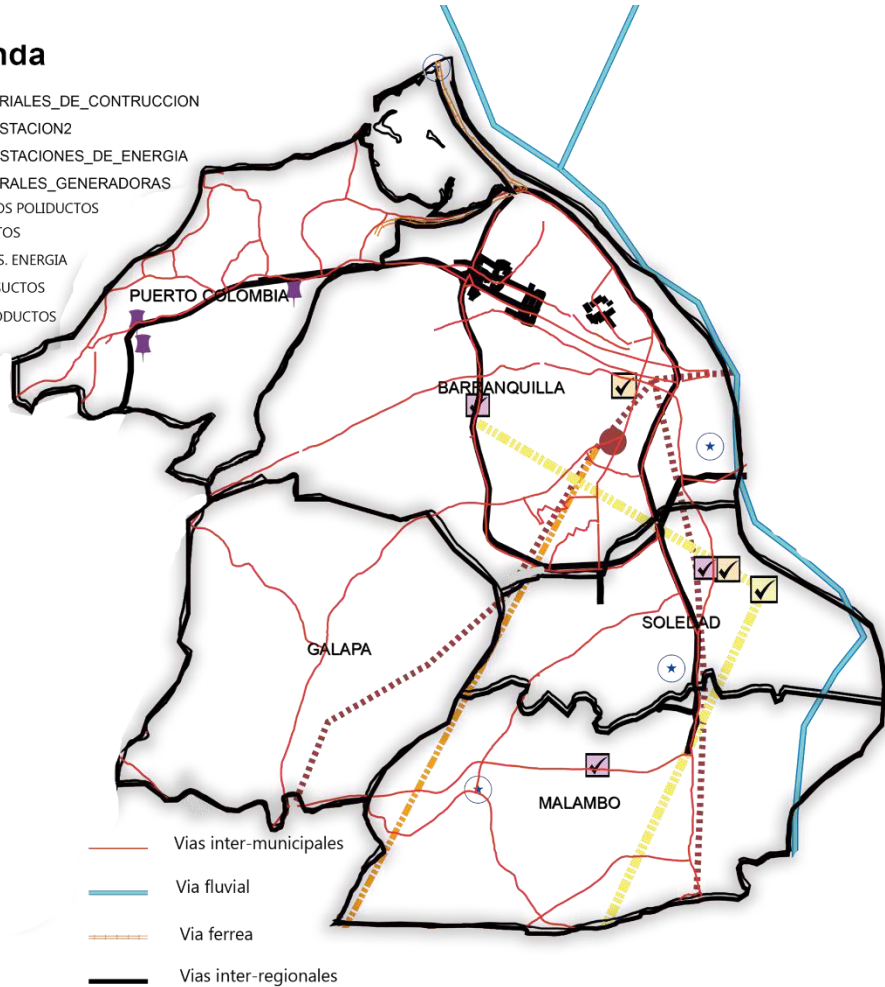 nda
RIALES_DE_CONTRUCCION
STACION2
STACIONES_DE_ENERGIA
RALES_GENERADORAS
OS POLIDUCTOS
TOS
S. ENERGIA
SUCTOS
ODUCTOS
PUERTO COLOMBIA
BARRANQUILLA
SOLEDAD
GALAPA
MALAMBO
Vias inter-municipales
Via fluvial
Via ferrea
Vias inter-regionales